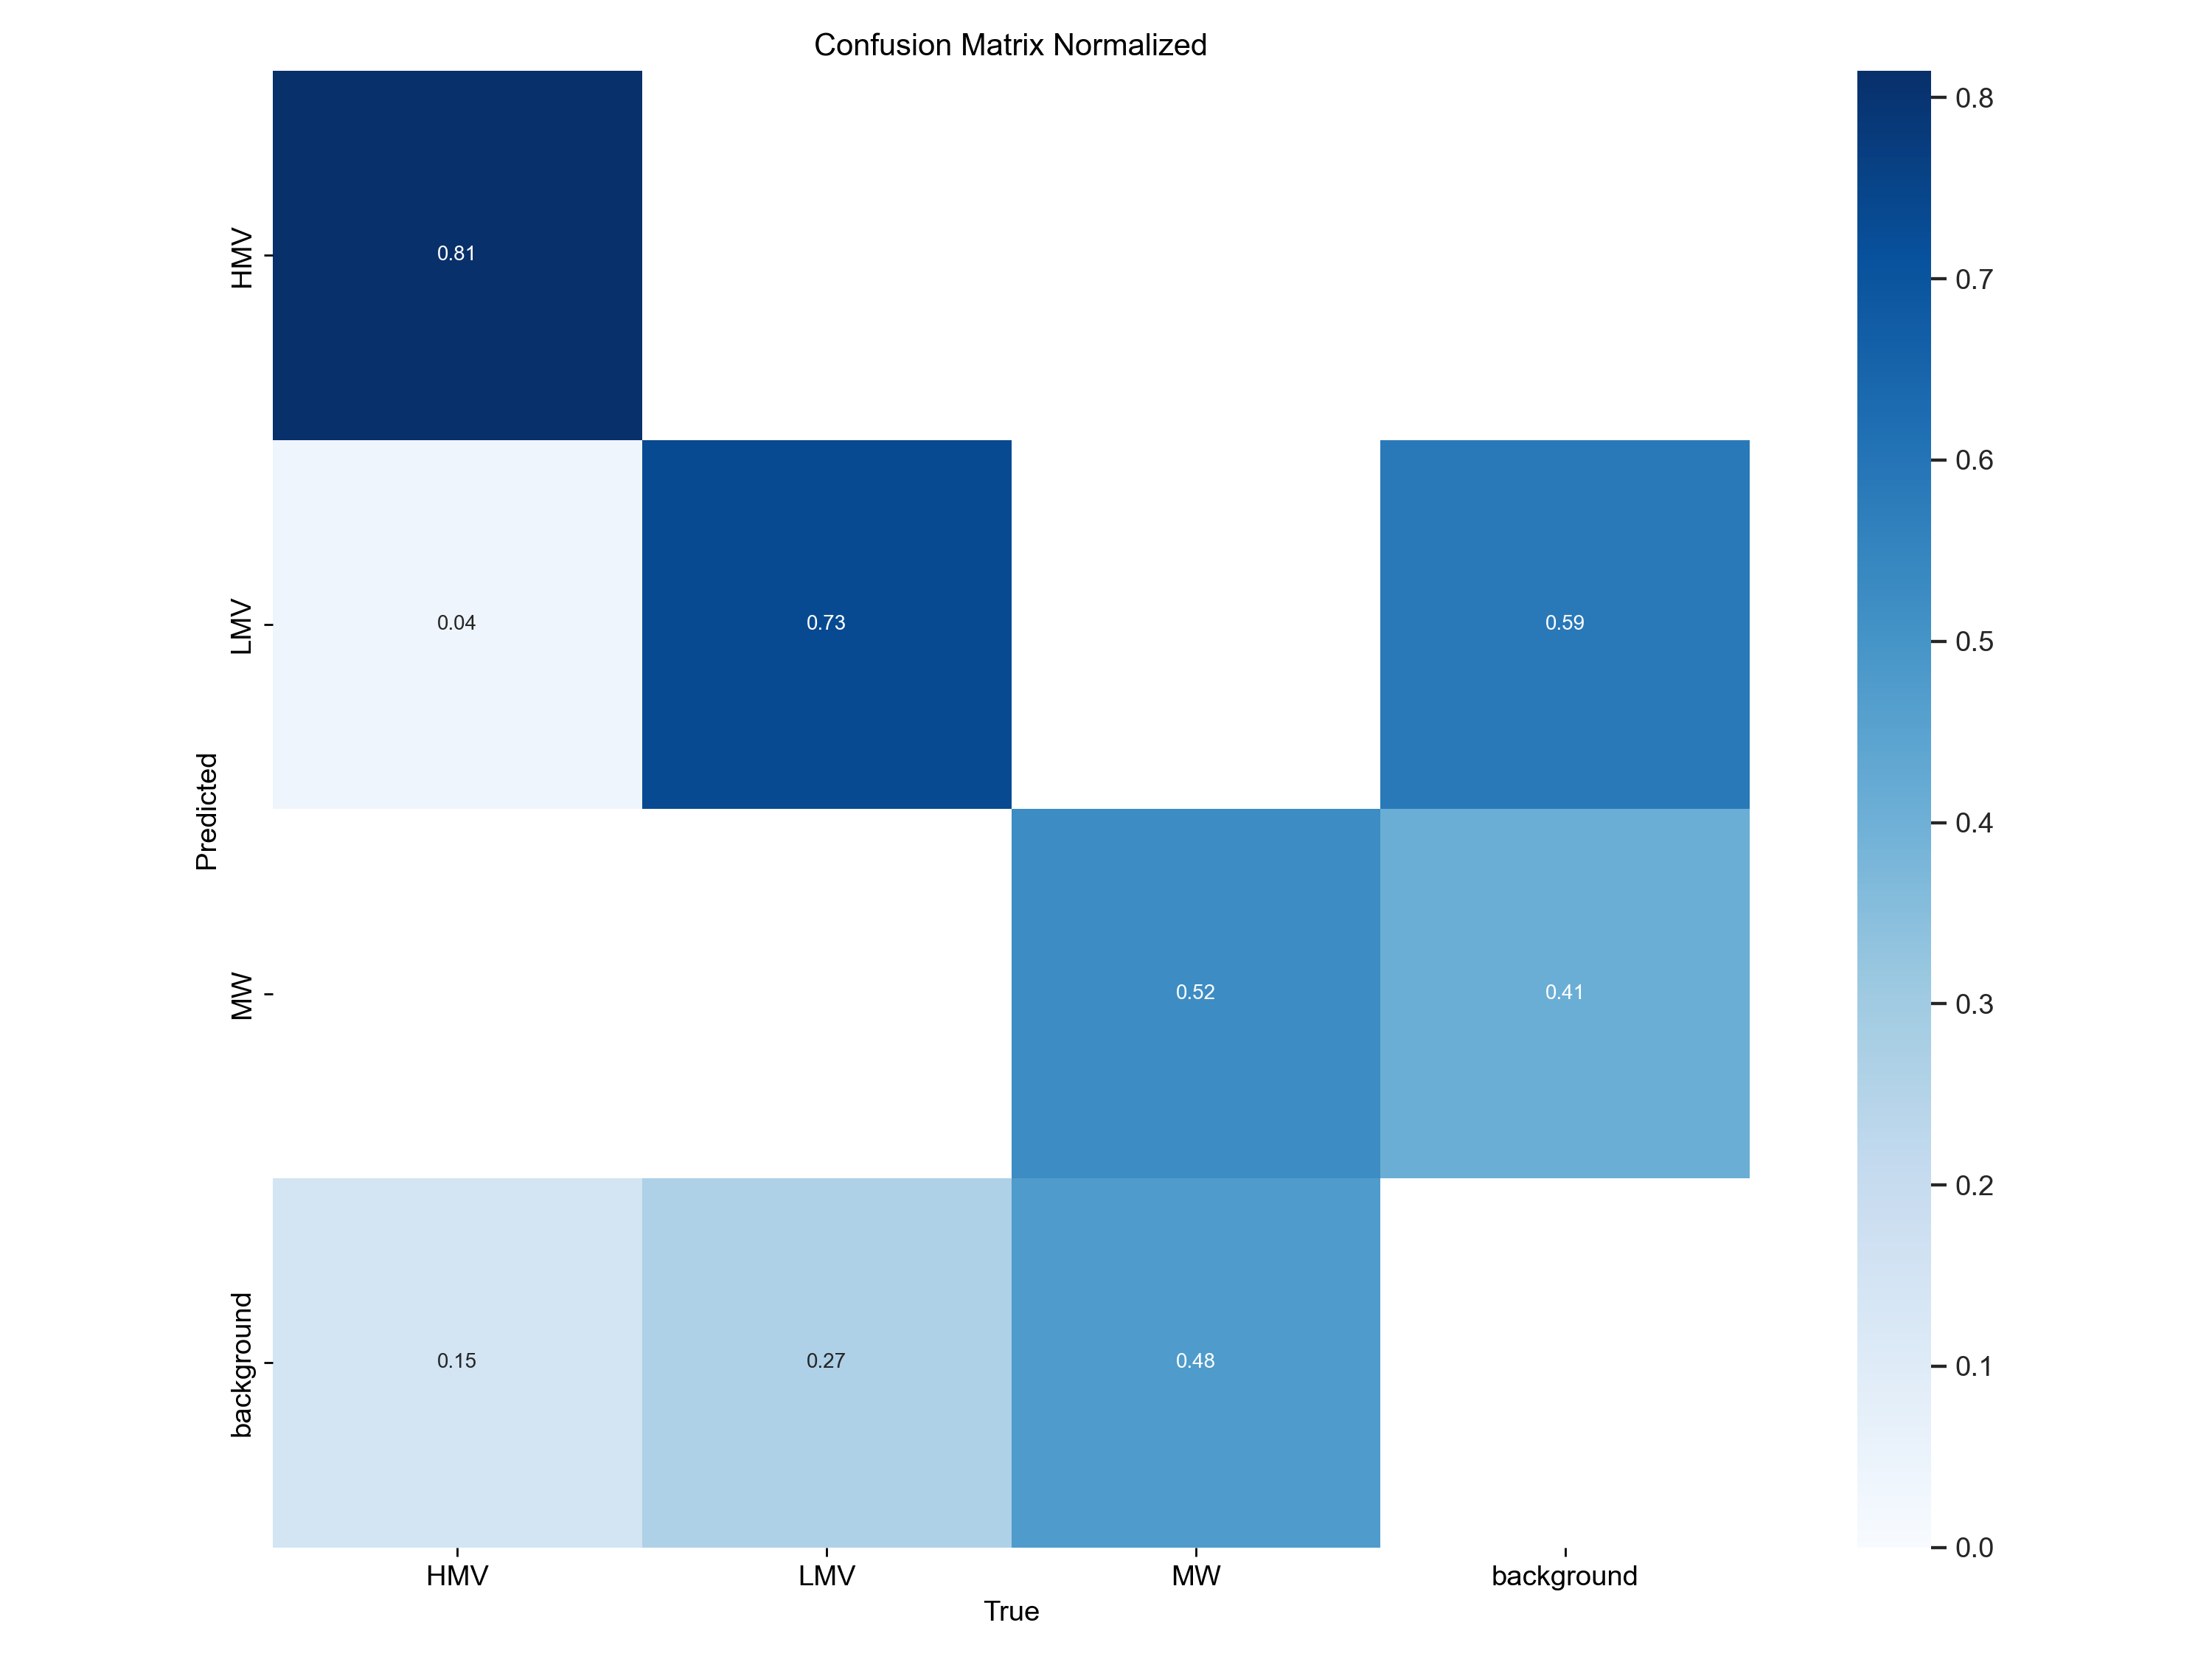 Confusion Matrix Normalized
HMV
0.81
LMV
0.04
0.73
0.59
MW
0.52
0.41
background
0.15
0.27
0.48
Predicted
HMV
LMV
MW
background
True
0.8
0.7
0.6
0.5
0.4
0.3
0.2
0.1
0.0